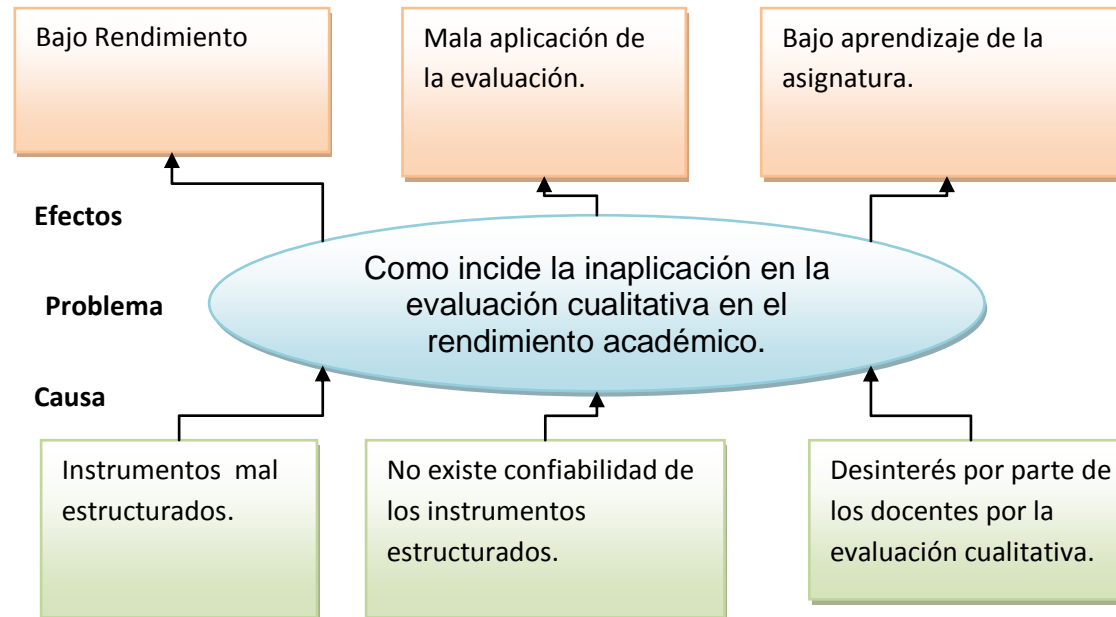 Bajo Rendimiento
Mala aplicación de
la evaluación.
Bajo aprendizaje de la
asignatura.
Efectos
Problema
Como incide la inaplicación en la
evaluación cualitativa en el
rendimiento académico.
Causa
Instrumentos  mal
estructurados.
No existe confiabilidad de
los instrumentos
estructurados.
Desinterés por parte de
los docentes por la
evaluación cualitativa.